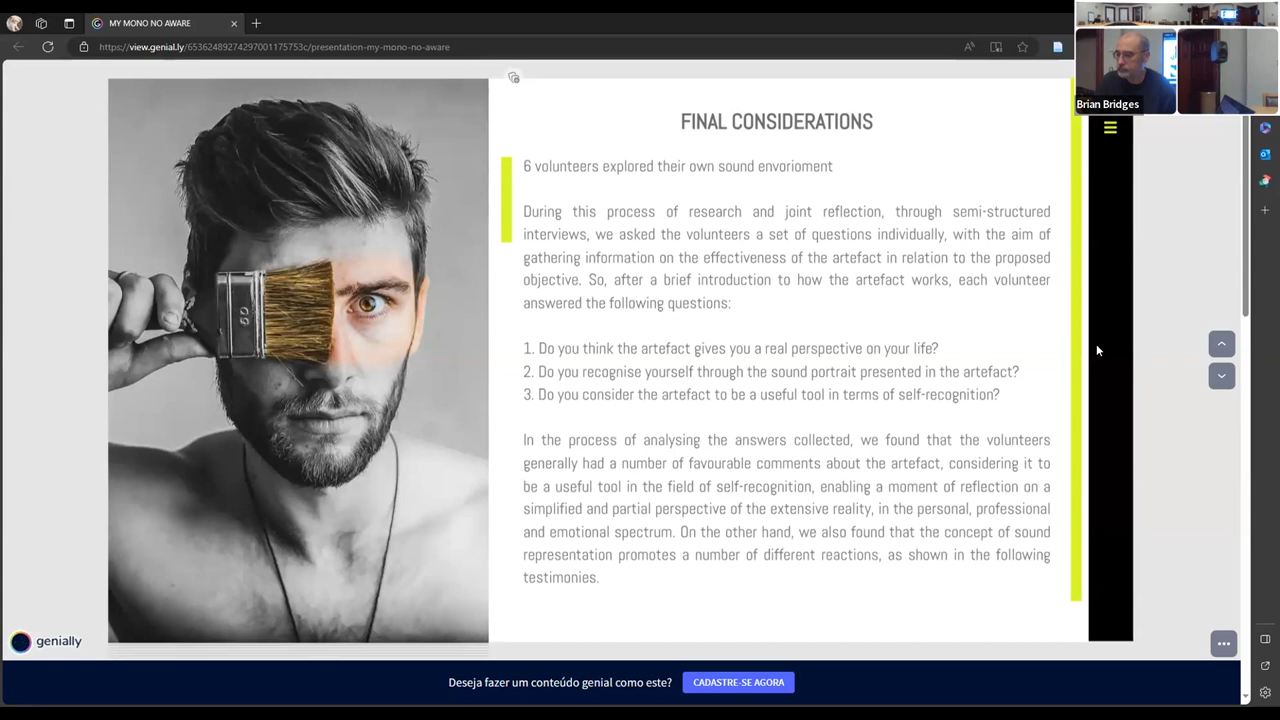 MY MONO NO AWARE
https://view.genial.ly/65362489274297001175753c/presentation-my-mono-no-aware
Brian Bridges
FINAL CONSIDERATIONS
6 volunteers explored their own sound envorioment
During this process of research and joint reflection, through semi-structured
interviews, we asked the volunteers a set of questions individually, with the aim of
gathering information on the effectiveness of the artefact in relation to the proposed
objective. So, after a brief introduction to how the artefact works, each volunteer
answered the following questions:
1. Do you think the artefact gives you a real perspective on your life?
2. Do you recognise yourself through the sound portrait presented in the artefact?
3. Do you consider the artefact to be a useful tool in terms of self-recognition?
In the process of analysing the answers collected, we found that the volunteers
generally had a number of favourable comments about the artefact, considering it to
be a useful tool in the field of self-recognition, enabling a moment of reflection on a
simplified and partial perspective of the extensive reality, in the personal, professional
and emotional spectrum. On the other hand, we also found that the concept of sound
representation promotes a number of different reactions, as shown in the following
testimonies.
genially
Deseja fazer um conteúdo genial como este?
CADASTRE-SE AGORA